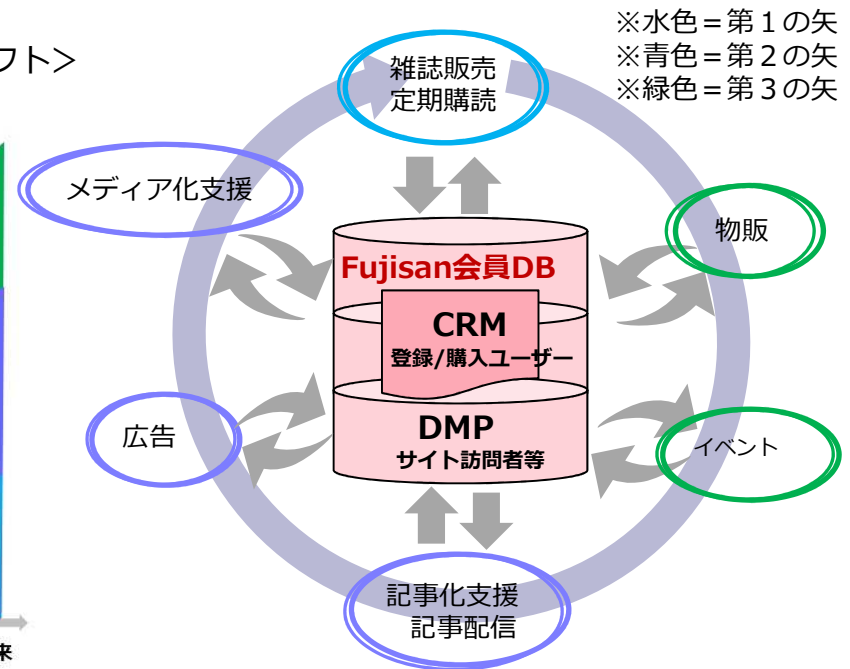 ※水色=第1の矢
※青色=第2の矢
※緑色=第3の矢
フト>
雑誌販売
定期購読
メディア化支援
物販
Fujisan会員DB
CRM
登録/購入ユーザー
DMP
サイト訪問者等
広告
イベント
記事化支援
記事配信
来